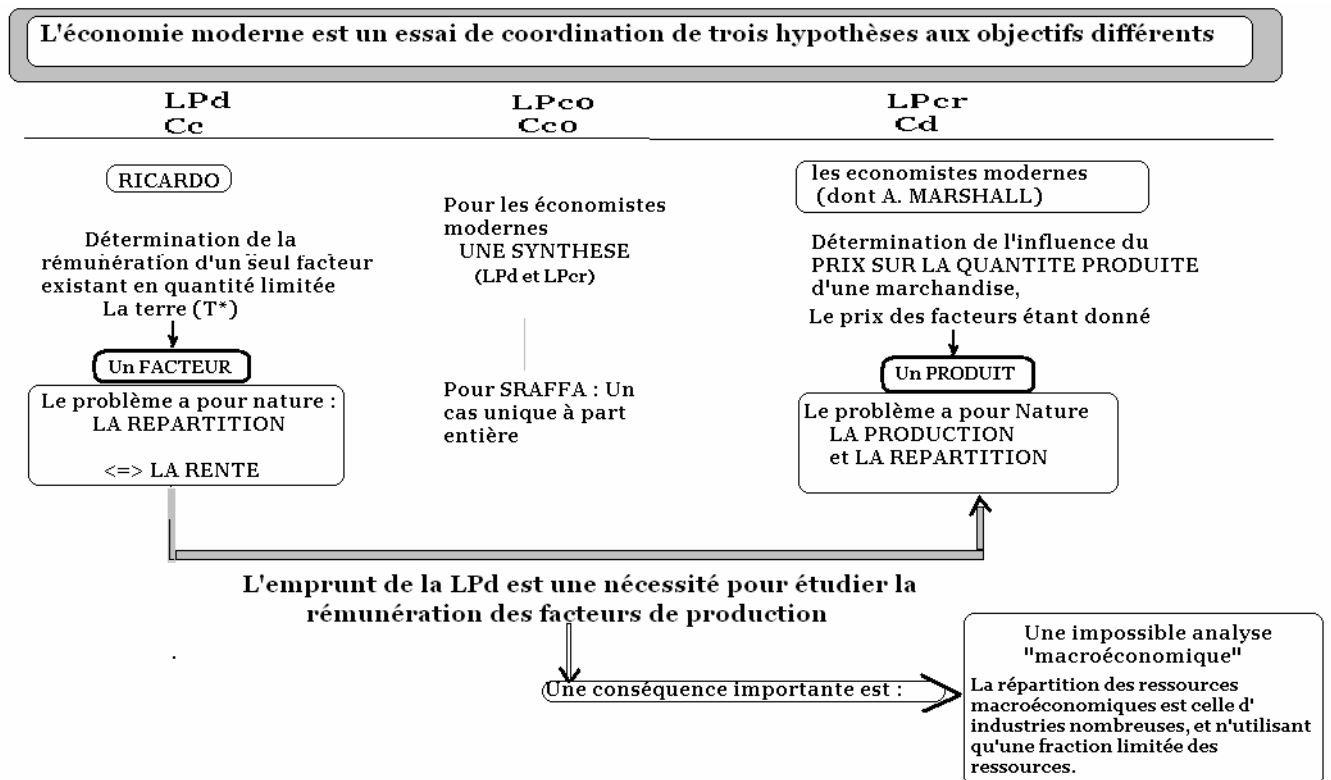 L'économie moderne est un essai de coordination de trois hypothèses aux objectifs différents
LPd
Cc
LPco
Cco
LPcr
Cd
RICARDO
Détermination de la
rémunération d'un seul facteur
existant en quantité limitée
La terre (T*)
Un FACTEUR
Le problème a pour nature :
LA REPARTITION
<=> LA RENTE
Pour les économistes
modernes
UNE SYNTHESE
(LPd et LPcr)
Pour SRAFFA : Un
cas unique à part
entière
les economistes modernes
(dont A. MARSHALL)
Détermination de l'influence du
PRIX SUR LA QUANTITE PRODUITE
d'une marchandise,
Le prix des facteurs étant donné
Un PRODUIT
Le problème a pour Nature
LA PRODUCTION
et LA REPARTITION
L'emprunt de la LPd est une nécessité pour étudier la
rémunération des facteurs de production
Une conséquence importante est :
Une impossible analyse
"macroéconomique"
La répartition des ressources
macroéconomiques est celle d'
industries nombreuses, et n'utilisant
qu'une fraction limitée des
ressources.